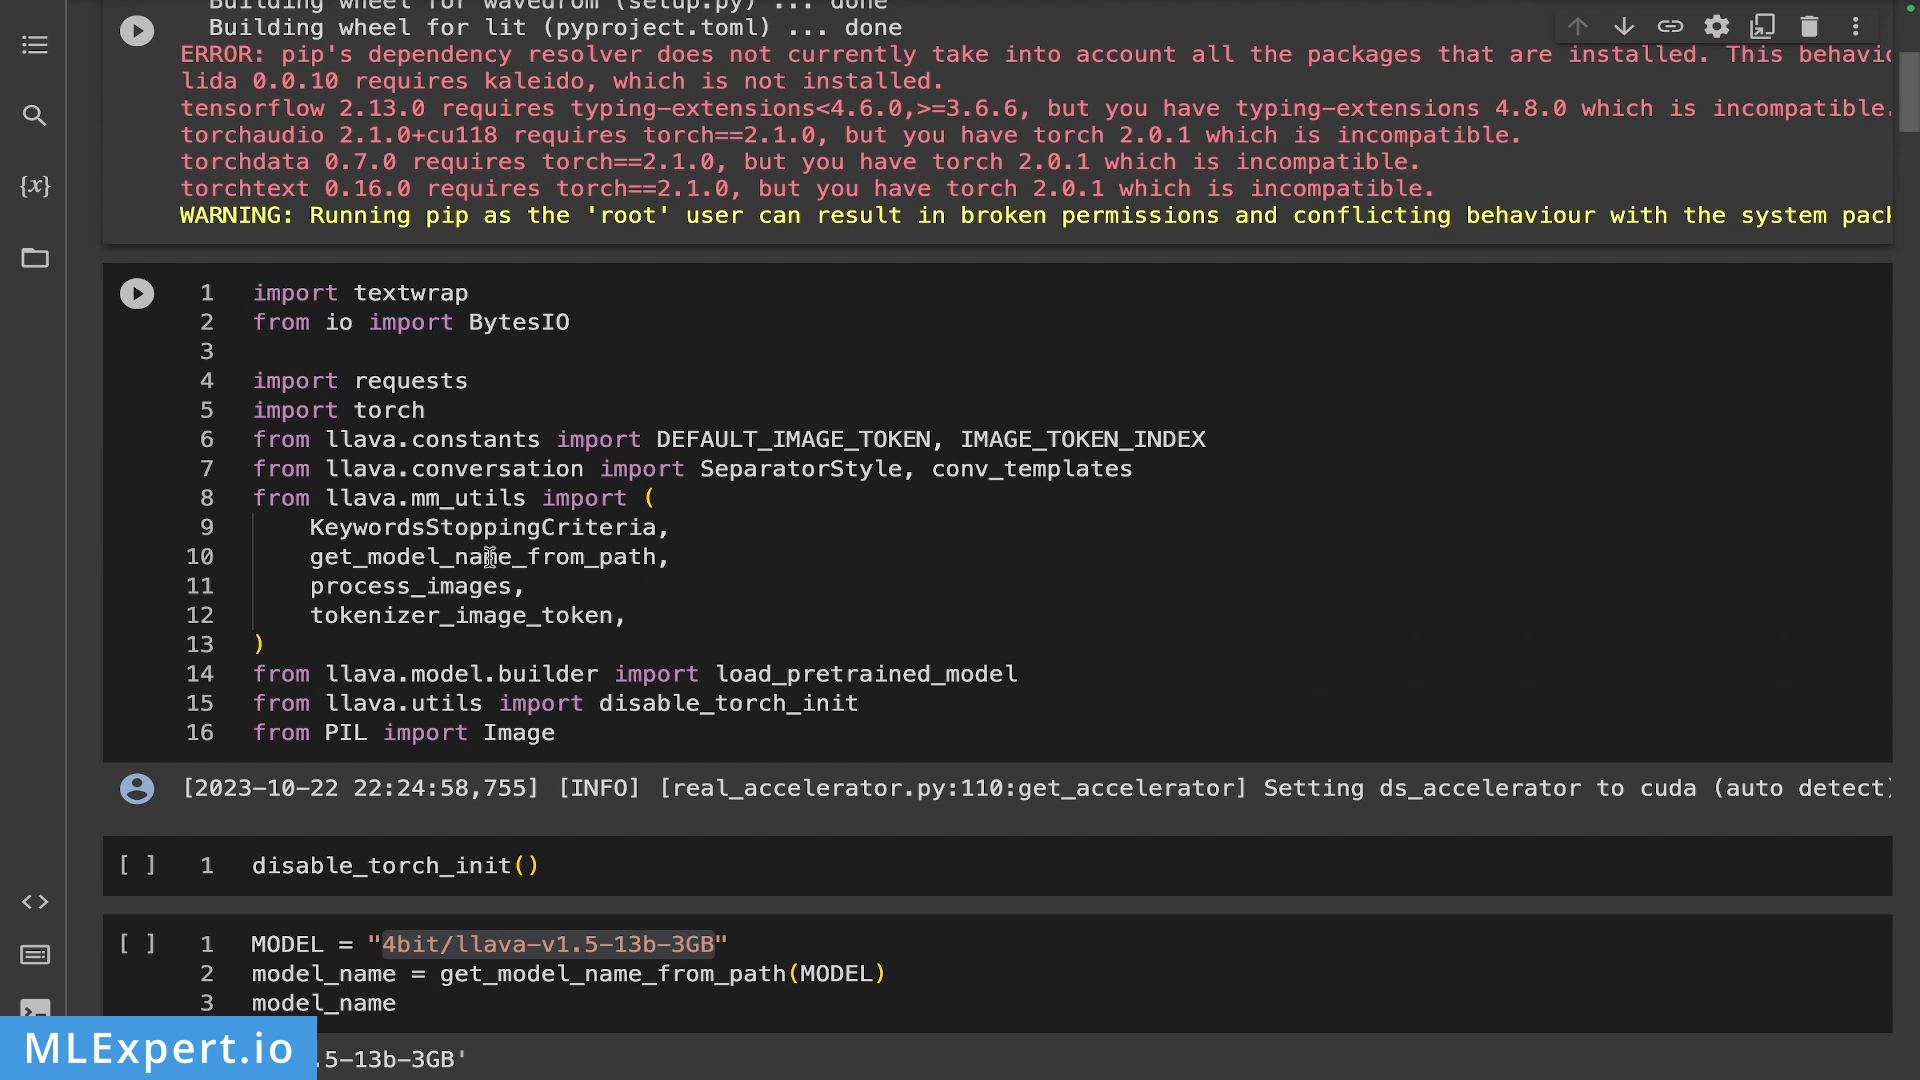 Building wheel for wavedrom (setup.py) ... done
Building wheel for lit (pyproject.toml) ... done
ERROR: pip's dependency resolver does not currently take into account all the packages that are installed. This behavio
lida 0.0.10 requires kaleido, which is not installed.
tensorflow 2.13.0 requires typing-extensions<4.6.0,>=3.6.6, but you have typing-extensions 4.8.0 which is incompatible.
torchaudio 2.1.0+cu118 requires torch==2.1.0, but you have torch 2.0.1 which is incompatible.
torchdata 0.7.0 requires torch==2.1.0, but you have torch 2.0.1 which is incompatible.
torchtext 0.16.0 requires torch==2.1.0, but you have torch 2.0.1 which is incompatible.
WARNING: Running pip as the 'root' user can result in broken permissions and conflicting behaviour with the system pack
1 import textwrap
2 from io import BytesIO
3
4 import requests
5 import torch
6 from llava.constants import DEFAULT_IMAGE_TOKEN, IMAGE_TOKEN_INDEX
7 from llava.conversation import SeparatorStyle, conv_templates
8 from llava.mm_utils import (
9 KeywordsStoppingCriteria,
10 get_model_name_from_path,
11 process_images,
12 tokenizer_image_token,
13 )
14 from llava.model.builder import load_pretrained_model
15 from llava.utils import disable_torch_init
16 from PIL import Image
[2023-10-22 22:24:58,755] [INFO] [real_accelerator.py:110:get_accelerator] Setting ds_accelerator to cuda (auto detect)
[ ] 1 disable_torch_init()
[ ] 1 MODEL = "4bit/llava-v1.5-13b-3GB"
2 model_name = get_model_name_from_path(MODEL)
3 model_name
MLExpert.io
.5-13b-3GB'